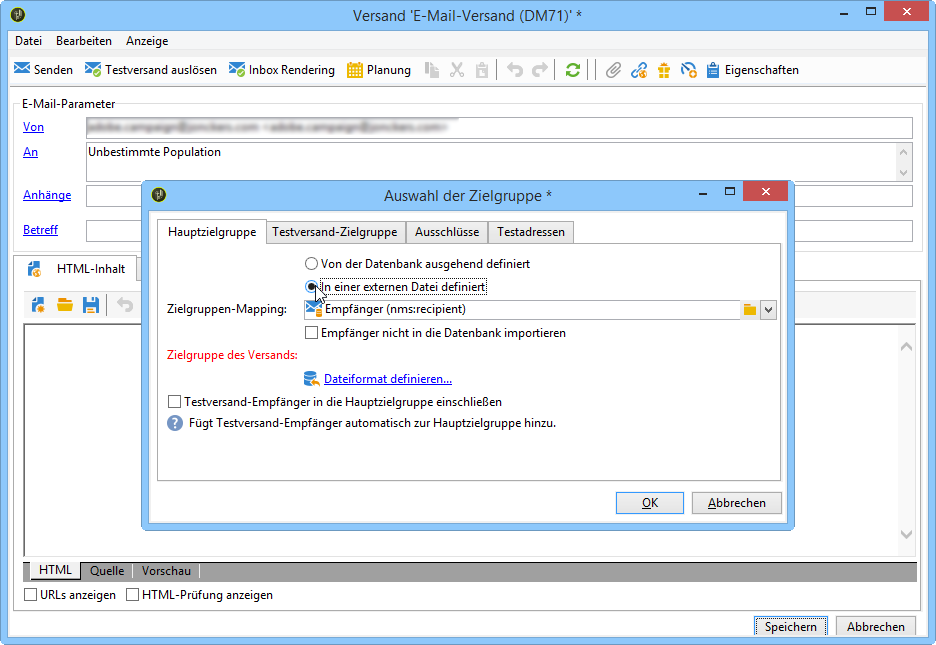 Versand 'E-Mail-Versand (DM71)' *
Datei Bearbeiten Anzeige
Senden Testversand auslösen Inbox Rendering Planung Eigenschaften
E-Mail-Parameter
Von
An Unbestimmte Population
Anhänge
Betreff
HTML-Inhalt
Auswahl der Zielgruppe *
Hauptzielgruppe Testversand-Zielgruppe Ausschlüsse Testadressen
Von der Datenbank ausgehend definiert
In einer externen Datei definiert
Zielgruppen-Mapping: Empfänger (nms:recipient)
Empfänger nicht in die Datenbank importieren
Zielgruppe des Versands:
Dateiformat definieren...
Testversand-Empfänger in die Hauptzielgruppe einschließen
? Fügt Testversand-Empfänger automatisch zur Hauptzielgruppe hinzu.
OK Abbrechen
HTML Quelle Vorschau
URLs anzeigen HTML-Prüfung anzeigen
Speichern Abbrechen